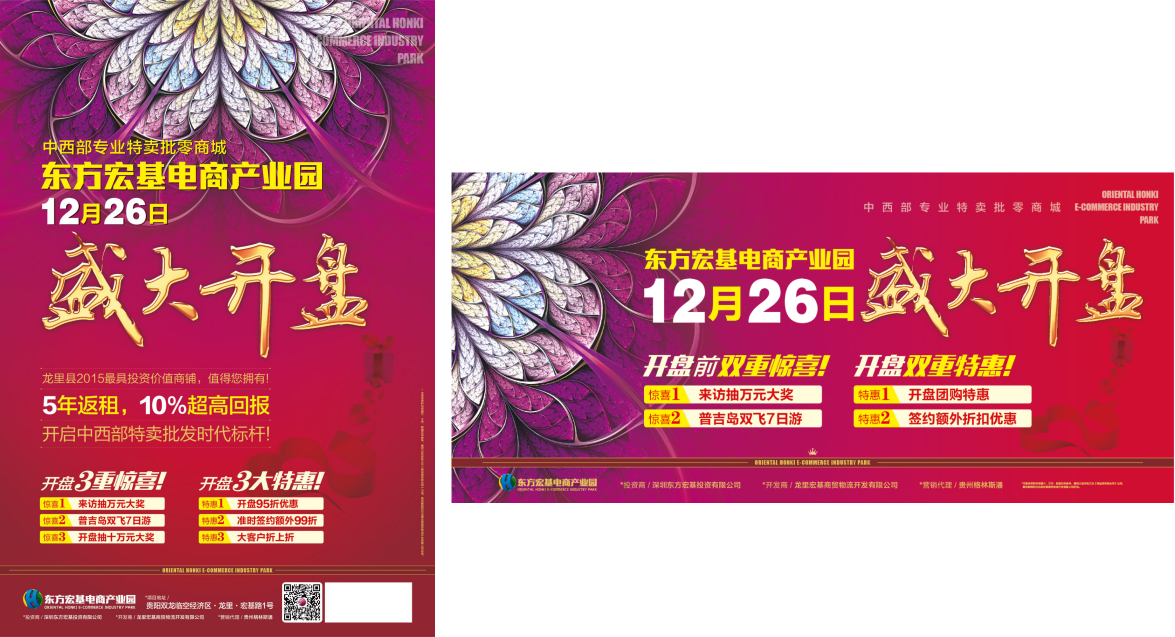 ORIENTAL HONKI
E-COMMERCE INDUSTRY
PARK
中西部专业特卖批零商城
东方宏基电商产业园
12月26日
盛大开盘
龙里县2015最具投资价值商铺，值得您拥有!
5年返租，10%超高回报
开启中西部特卖批发时代标杆!
开盘3重惊喜!
惊喜1 来访抽万元大奖
惊喜2 普吉岛双飞7日游
惊喜3 开盘抽十万元大奖
开盘3大特惠!
特惠1 开盘95折优惠
特惠2 准时签约额外99折
特惠3 大客户折上折
ORIENTAL HONKI E-COMMERCE INDUSTRY PARK
东方宏基电商产业园
ORIENTAL HONKI E-COMMERCE INDUSTRY PARK
*项目地址/
贵阳双龙临空经济区·龙里·宏基路1号
*投资商/深圳东方宏基投资有限公司 *开发商/龙里宏基商贸物流开发有限公司 *营销代理/贵州格林斯潘
中西部专业特卖批零商城
ORIENTAL HONKI
E-COMMERCE INDUSTRY
PARK
东方宏基电商产业园
12月26日
盛大开盘
开盘前双重惊喜!
惊喜1 来访抽万元大奖
惊喜2 普吉岛双飞7日游
开盘双重特惠!
特惠1 开盘团购特惠
特惠2 签约额外折扣优惠
ORIENTAL HONKI E-COMMERCE INDUSTRY PARK
东方宏基电商产业园
ORIENTAL HONKI E-COMMERCE INDUSTRY PARK
*投资商/深圳东方宏基投资有限公司 *开发商/龙里宏基商贸物流开发有限公司 *营销代理/贵州格林斯潘